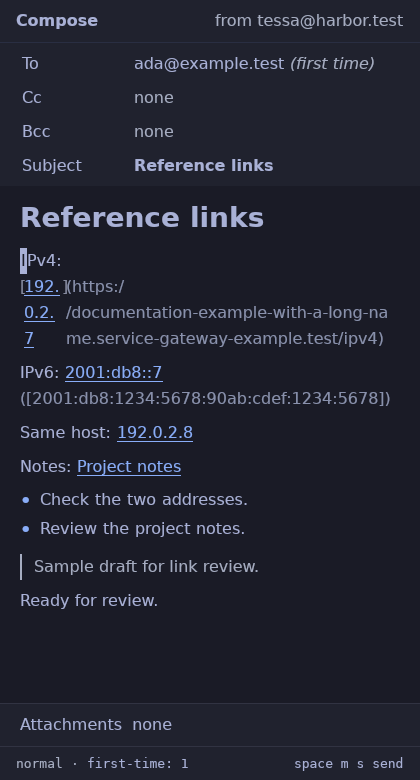 Compose from tessa@harbor.test
To ada@example.test (first time)
Cc none
Bcc none
Subject Reference links
Reference links
IPv4:
[192. ](https:/
0.2. /documentation-example-with-a-long-na
7 me.service-gateway-example.test/ipv4)
IPv6: 2001:db8::7
([2001:db8:1234:5678:90ab:cdef:1234:5678])
Same host: 192.0.2.8
Notes: Project notes
• Check the two addresses.
• Review the project notes.
Sample draft for link review.
Ready for review.
Attachments none
normal · first-time: 1 space m s send